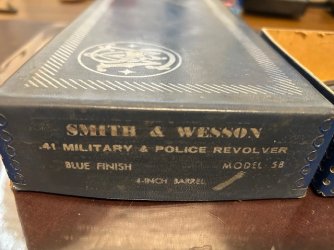 SMITH & WESSON
.41 MILITARY & POLICE REVOLVER
BLUE FINISH MODEL 58
4-INCH BARREL